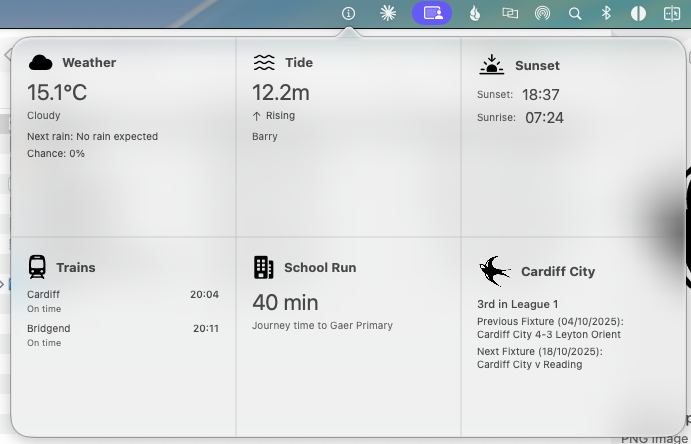 Weather
15.1°C
Cloudy
Next rain: No rain expected
Chance: 0%
Tide
12.2m
↑ Rising
Barry
Sunset
Sunset: 18:37
Sunrise: 07:24
Trains
Cardiff 20:04
On time
Bridgend 20:11
On time
School Run
40 min
Journey time to Gaer Primary
Cardiff City
3rd in League 1
Previous Fixture (04/10/2025):
Cardiff City 4-3 Leyton Orient
Next Fixture (18/10/2025):
Cardiff City v Reading
PNG image